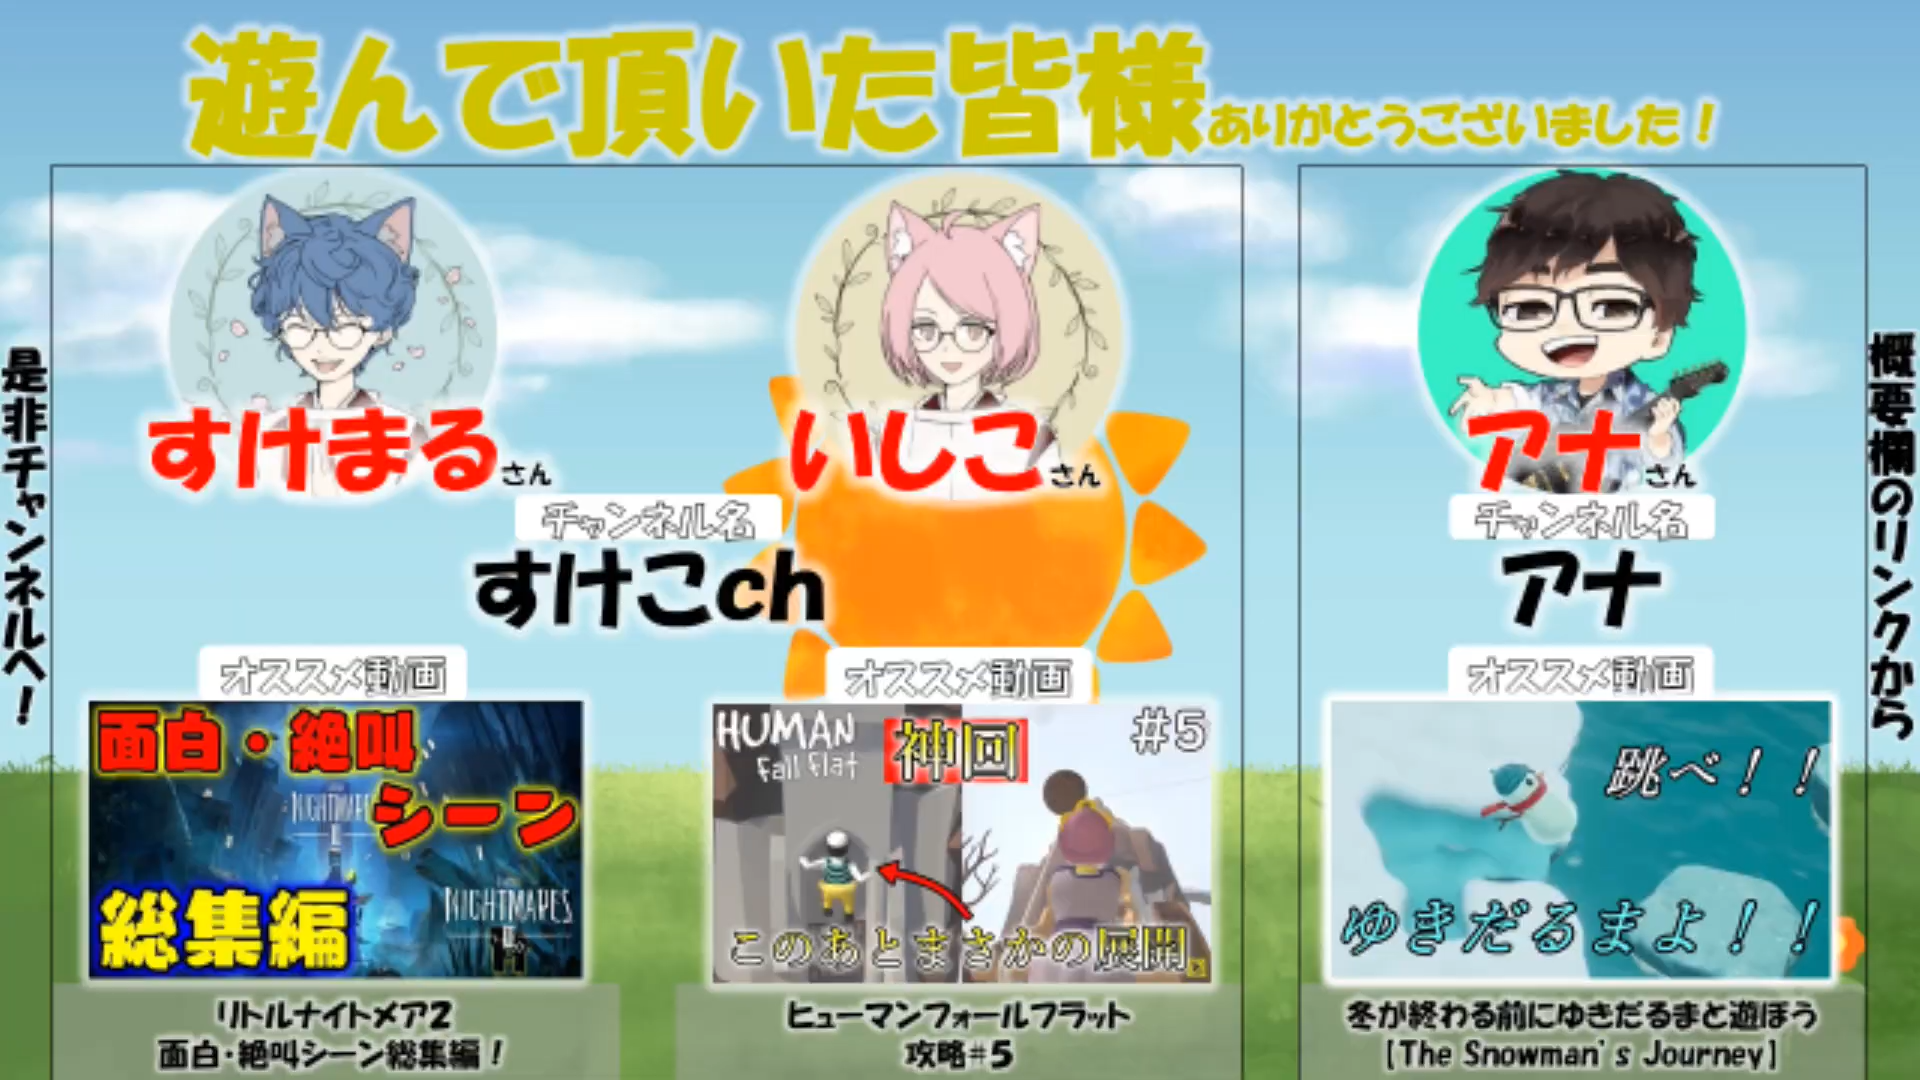 遊んで頂いた皆様ありがとうございました！
是非チャンネルへ！
すけまるさん
いしこさん
チャンネル名
すけこch
オススメ動画
面白・絶叫
シーン
総集編
NIGHTMARES
II
リトルナイトメア2
面白・絶叫シーン総集編！
オススメ動画
HUMAN
Fall Flat
神回
#5
このあとまさかの展開
ヒューマンフォールフラット
攻略#5
アナさん
チャンネル名
アナ
オススメ動画
跳べ！！
ゆきだるまよ！！
冬が終わる前にゆきだるまと遊ぼう
[The Snowman's Journey]
概要欄のリンクから